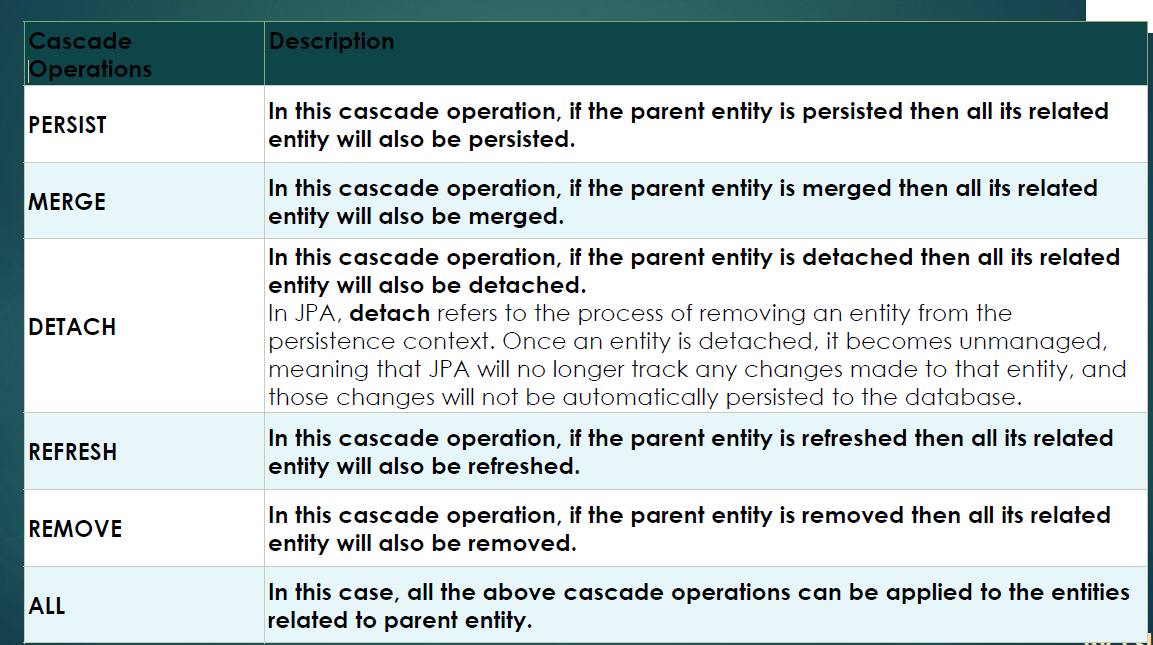 Cascade
Operations
Description
PERSIST
In this cascade operation, if the parent entity is persisted then all its related
entity will also be persisted.
MERGE
In this cascade operation, if the parent entity is merged then all its related
entity will also be merged.
DETACH
In this cascade operation, if the parent entity is detached then all its related
entity will also be detached.
In JPA, detach refers to the process of removing an entity from the
persistence context. Once an entity is detached, it becomes unmanaged,
meaning that JPA will no longer track any changes made to that entity, and
those changes will not be automatically persisted to the database.
REFRESH
In this cascade operation, if the parent entity is refreshed then all its related
entity will also be refreshed.
REMOVE
In this cascade operation, if the parent entity is removed then all its related
entity will also be removed.
ALL
In this case, all the above cascade operations can be applied to the entities
related to parent entity.